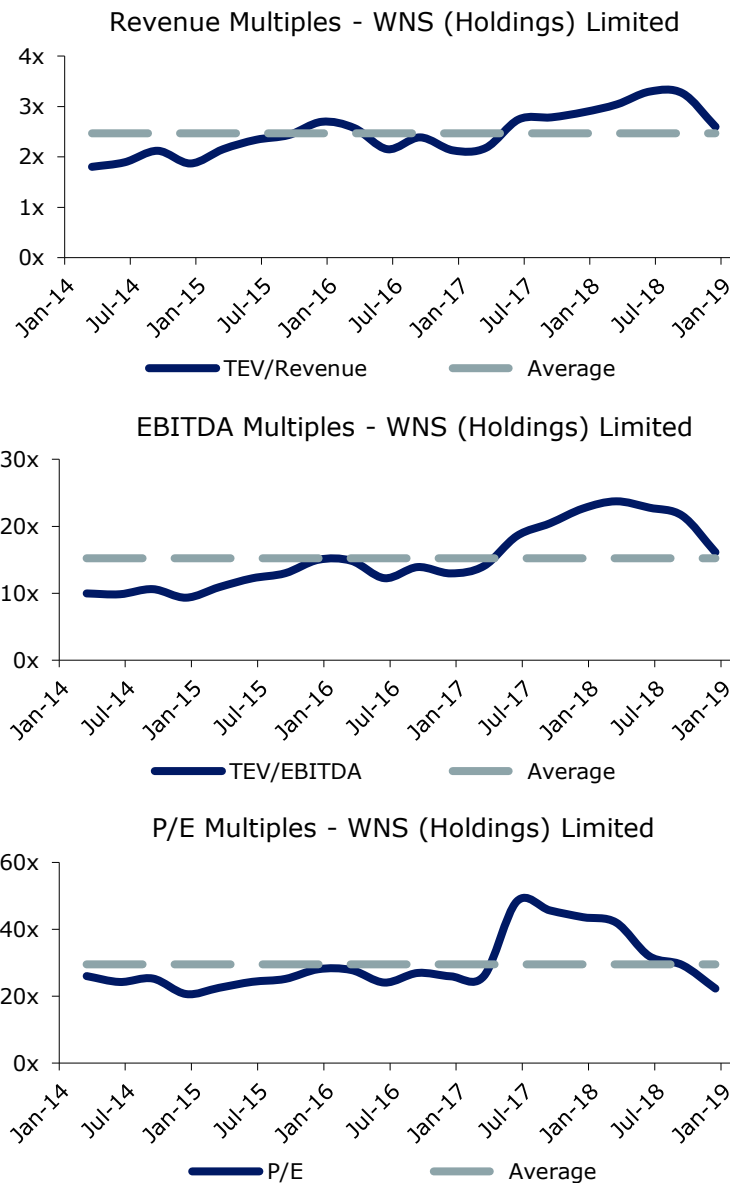 Revenue Multiples - WNS (Holdings) Limited
4x
3x
2x
1x
0x
Jan-14 Jul-14 Jan-15 Jul-15 Jan-16 Jul-16 Jan-17 Jul-17 Jan-18 Jul-18 Jan-19
TEV/Revenue Average
EBITDA Multiples - WNS (Holdings) Limited
30x
20x
10x
0x
Jan-14 Jul-14 Jan-15 Jul-15 Jan-16 Jul-16 Jan-17 Jul-17 Jan-18 Jul-18 Jan-19
TEV/EBITDA Average
P/E Multiples - WNS (Holdings) Limited
60x
40x
20x
0x
Jan-14 Jul-14 Jan-15 Jul-15 Jan-16 Jul-16 Jan-17 Jul-17 Jan-18 Jul-18 Jan-19
P/E Average